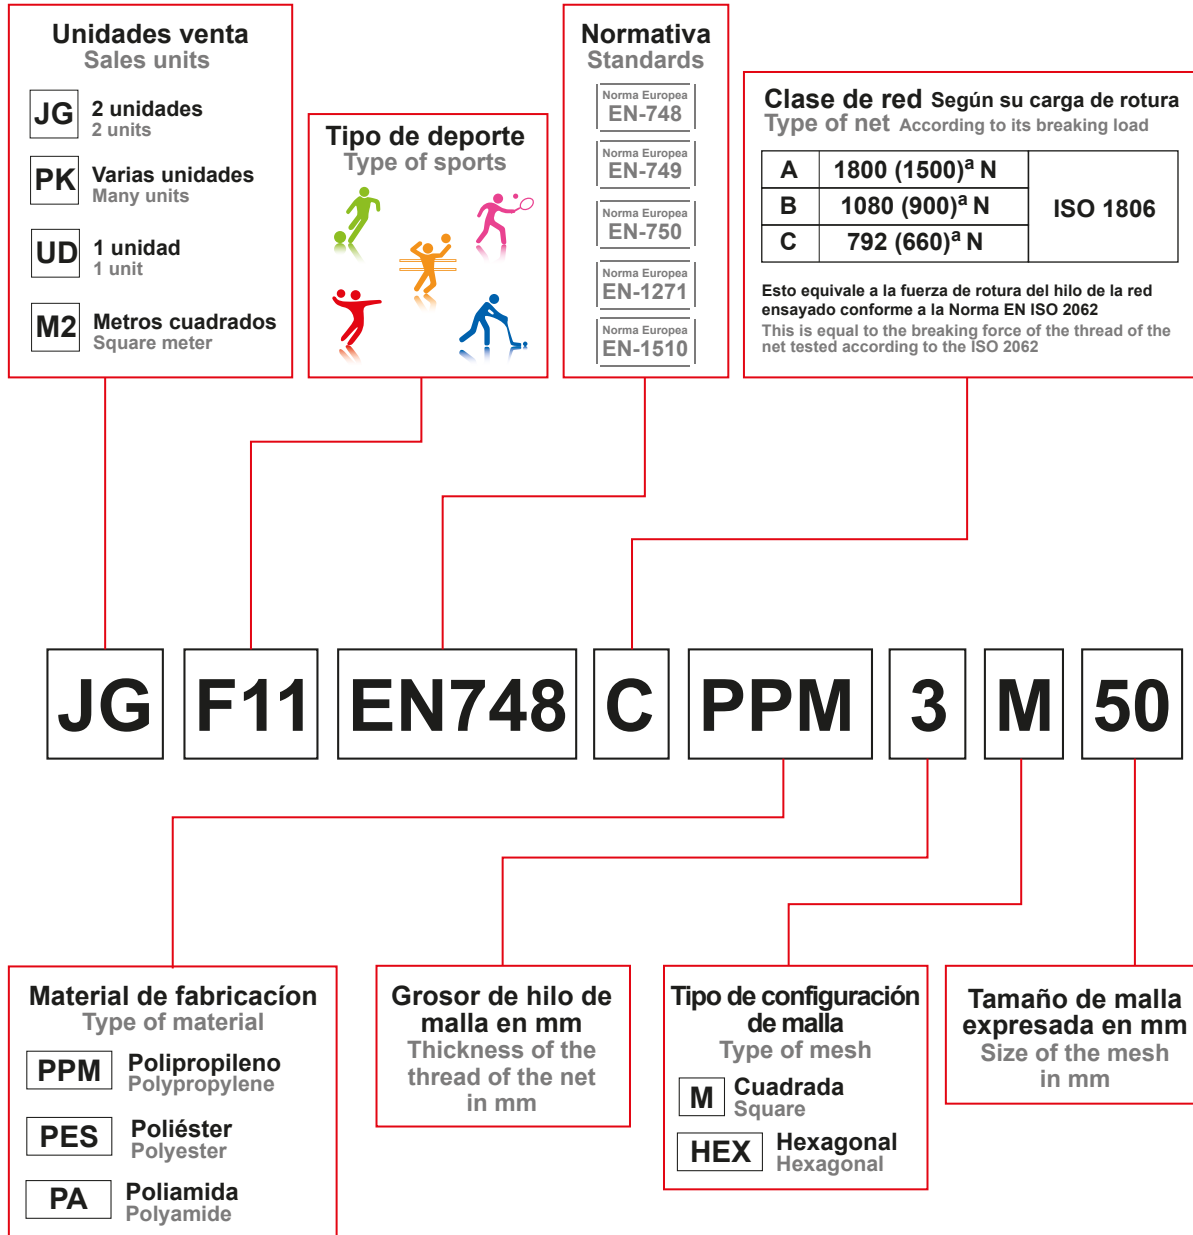 Unidades venta
Sales units
JG
2 unidades
2 units
PK
Varias unidades
Many units
UD
1 unidad
1 unit
M2
Metros cuadrados
Square meter
Tipo de deporte
Type of sports
Normativa
Standards
Norma Europea
EN-748
Norma Europea
EN-749
Norma Europea
EN-750
Norma Europea
EN-1271
Norma Europea
EN-1510
Clase de red Según su carga de rotura
Type of net According to its breaking load
A 1800 (1500)ª N
B 1080 (900)ª N
C 792 (660)ª N
ISO 1806
Esto equivale a la fuerza de rotura del hilo de la red
ensayado conforme a la Norma EN ISO 2062
This is equal to the breaking force of the thread of the
net tested according to the ISO 2062
JG F11 EN748 C PPM 3 M 50
Material de fabricacíon
Type of material
PPM
Polipropileno
Polypropylene
PES
Poliéster
Polyester
PA
Poliamida
Polyamide
Grosor de hilo de
malla en mm
Thickness of the
thread of the net
in mm
Tipo de configuración
de malla
Type of mesh
M
Cuadrada
Square
HEX
Hexagonal
Hexagonal
Tamaño de malla
expresada en mm
Size of the mesh
in mm